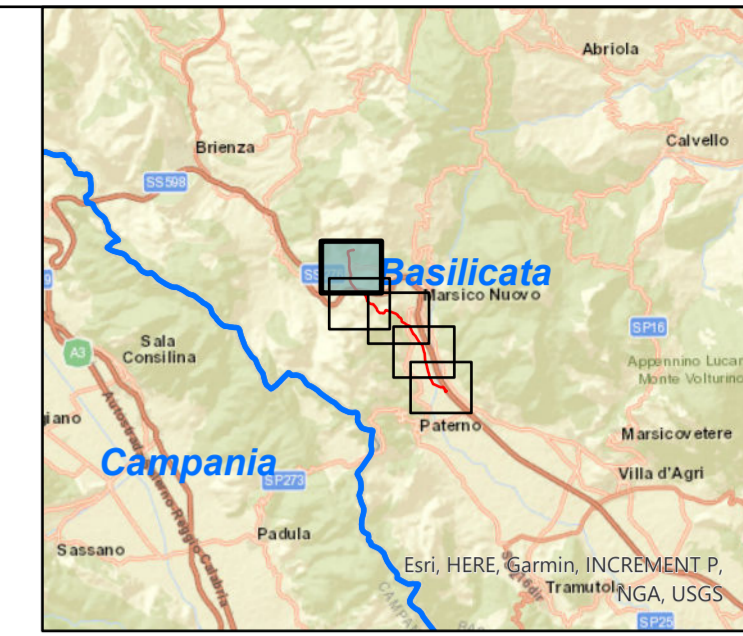 Abriola
Calvello
Brienza
SS598
Basilicata
Marsico Nuovo
SP16
Sala
Consilina
A3
Appennino Lucan
Monte Volturino
iano
Paterno
Marsicovetere
Campania
SP273
Villa d'Agri
Padula
Sassano
Esri, HERE, Garmin, INCREMENT P,
Tramutola
NGA, USGS
SP25